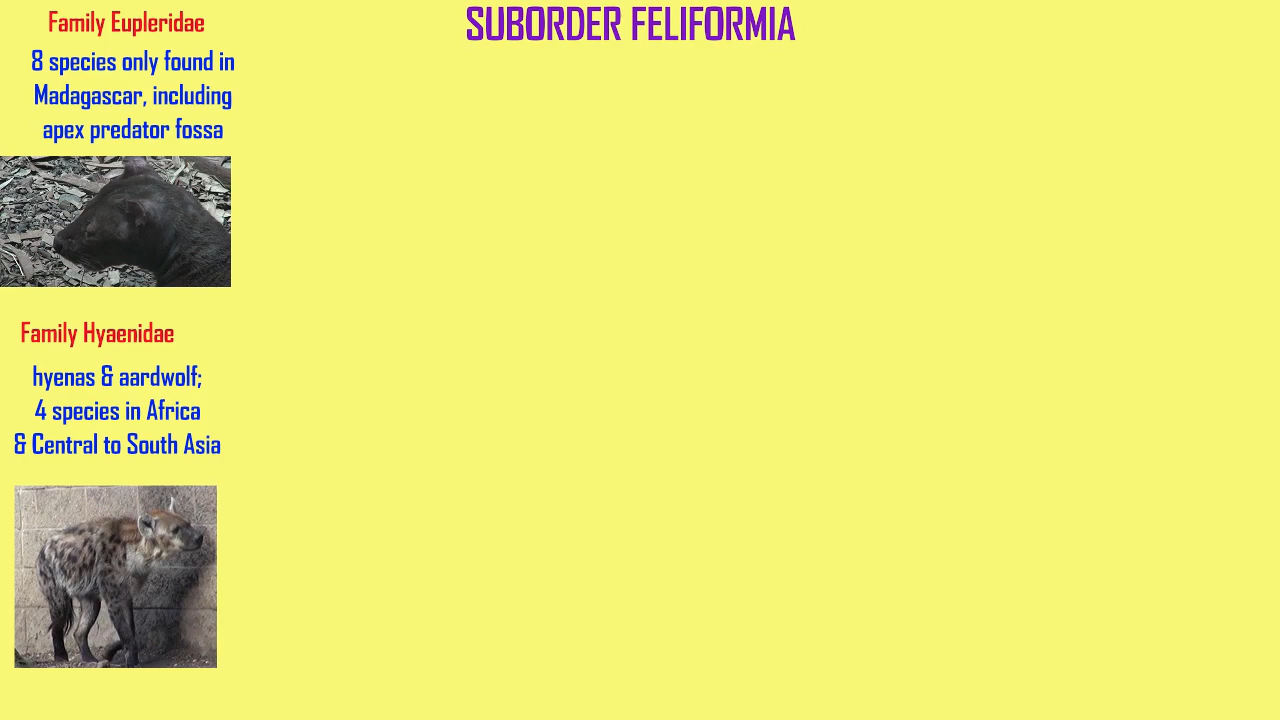 SUBORDER FELIFORMIA
Family Eupleridae
8 species only found in
Madagascar, including
apex predator fossa
Family Hyaenidae
hyenas & aardwolf;
4 species in Africa
& Central to South Asia